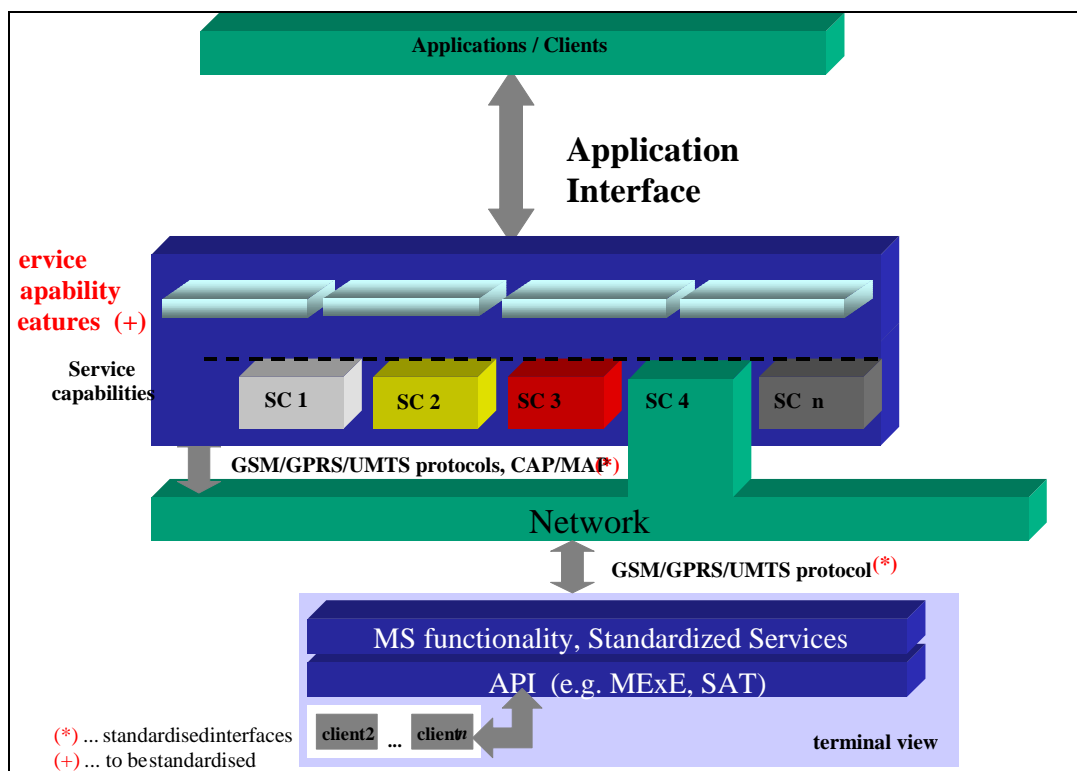 Applications / Clients
Application
Interface
ervice
apability
eatures (+)
Service
capabilities
SC 1
SC 2
SC 3
SC 4
SC n
GSM/GPRS/UMTS protocols, CAP/MAP(*)
Network
GSM/GPRS/UMTS protocol(*)
MS functionality, Standardized Services
API (e.g. MExE, SAT)
client2 ... clientn
terminal view
(*) ... standardisedinterfaces
(+) ... to bestandardised